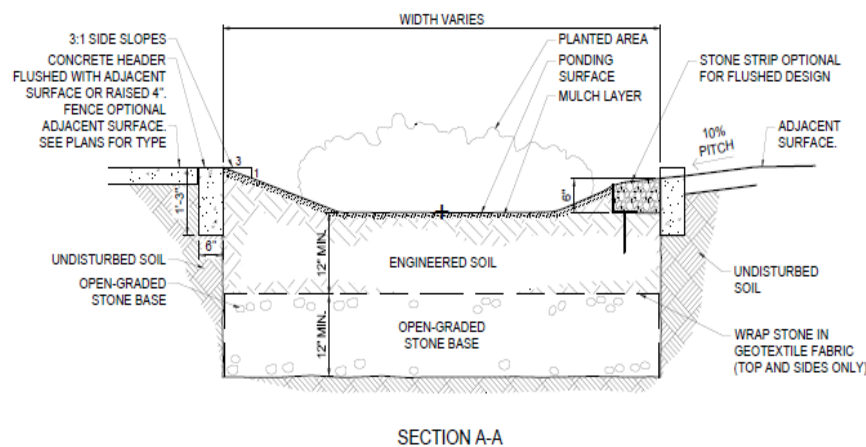 WIDTH VARIES
3:1 SIDE SLOPES
CONCRETE HEADER
FLUSHED WITH ADJACENT
SURFACE OR RAISED 4".
FENCE OPTIONAL
ADJACENT SURFACE.
SEE PLANS FOR TYPE
PLANTED AREA
PONDING
SURFACE
MULCH LAYER
STONE STRIP OPTIONAL
FOR FLUSHED DESIGN
10%
PITCH
ADJACENT
SURFACE.
3
1
1'-3"
6"
6"
UNDISTURBED SOIL
OPEN-GRADED
STONE BASE
12" MIN.
ENGINEERED SOIL
12" MIN.
OPEN-GRADED
STONE BASE
UNDISTURBED
SOIL
WRAP STONE IN
GEOTEXTILE FABRIC
(TOP AND SIDES ONLY)
SECTION A-A